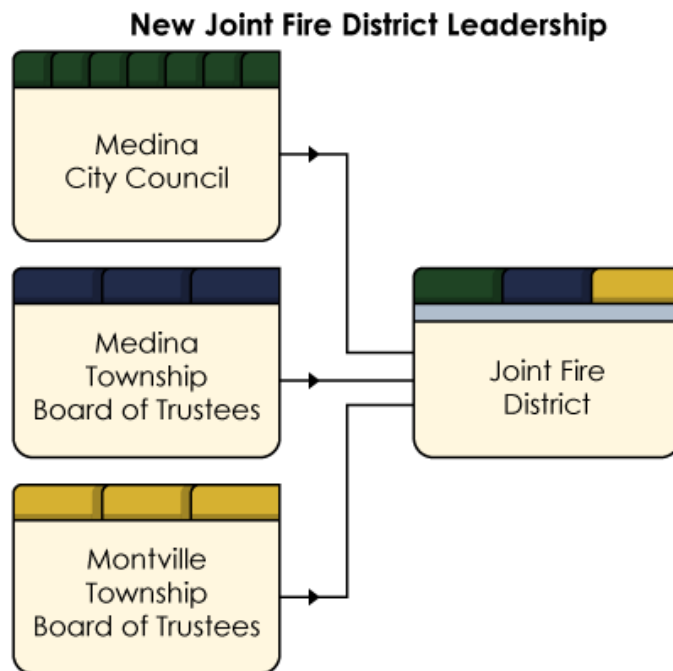 New Joint Fire District Leadership
Medina
City Council
Medina
Township
Board of Trustees
Joint Fire
District
Montville
Township
Board of Trustees